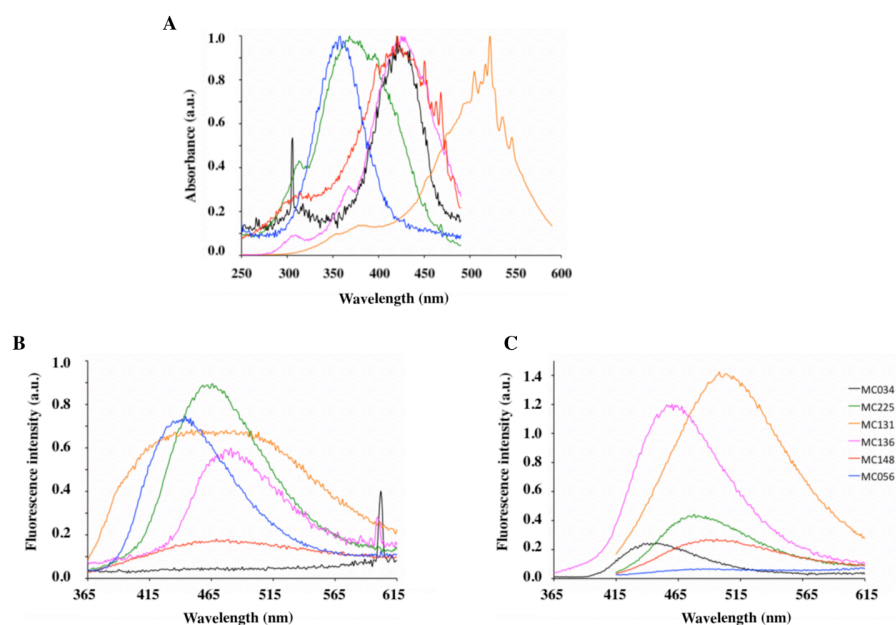 A
1.0
0.8
0.6
0.4
0.2
0.0
Absorbance (a.u.)
250 300 350 400 450 500 550 600
Wavelength (nm)
B
1.0
0.8
0.6
0.4
0.2
0.0
Fluorescence intensity (a.u.)
365 415 465 515 565 615
Wavelength (nm)
C
1.4
1.2
1.0
0.8
0.6
0.4
0.2
0.0
Fluorescence intensity (a.u.)
365 415 465 515 565 615
Wavelength (nm)
MC034
MC225
MC131
MC136
MC148
MC056